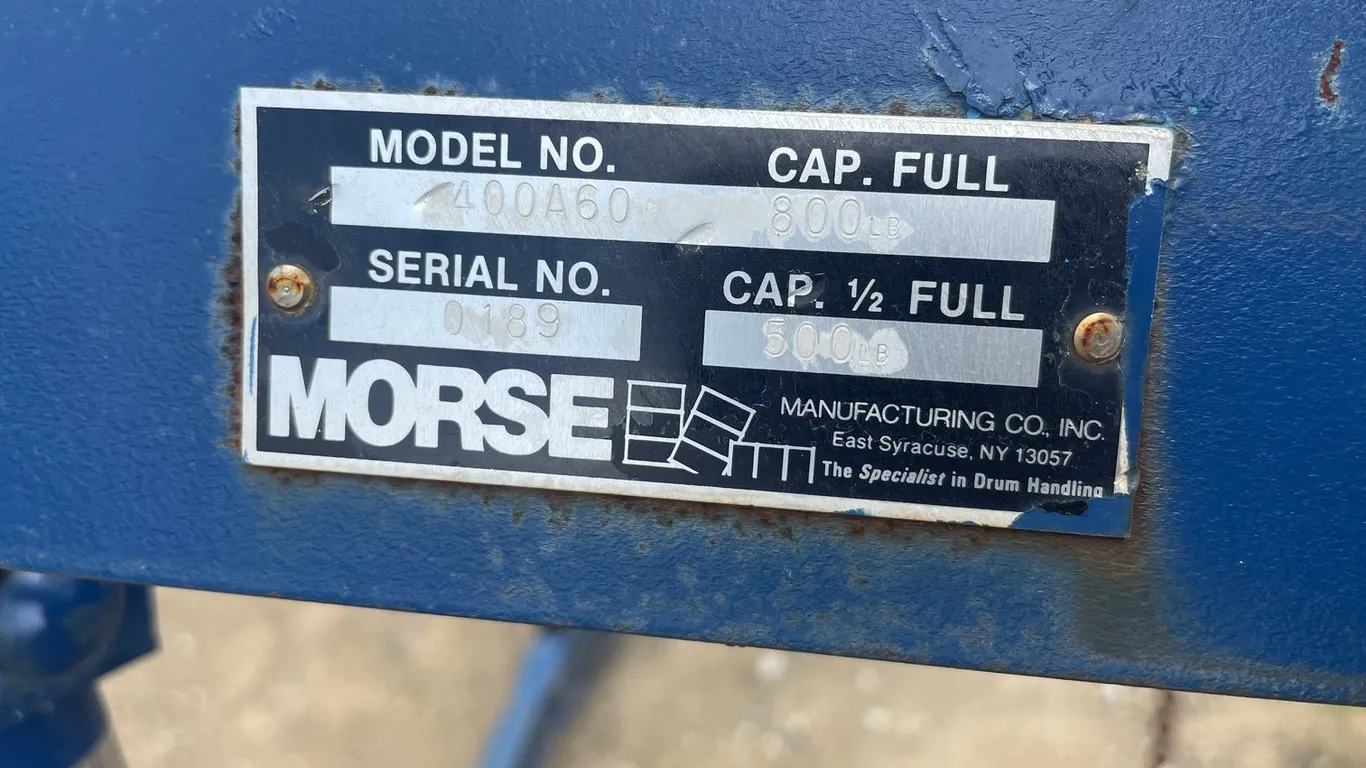 MODEL NO. CAP. FULL
400A60 800LB
SERIAL NO. CAP. ½ FULL
0189 500LB
MORSE
MANUFACTURING CO., INC.
East Syracuse, NY 13057
The Specialist in Drum Handling